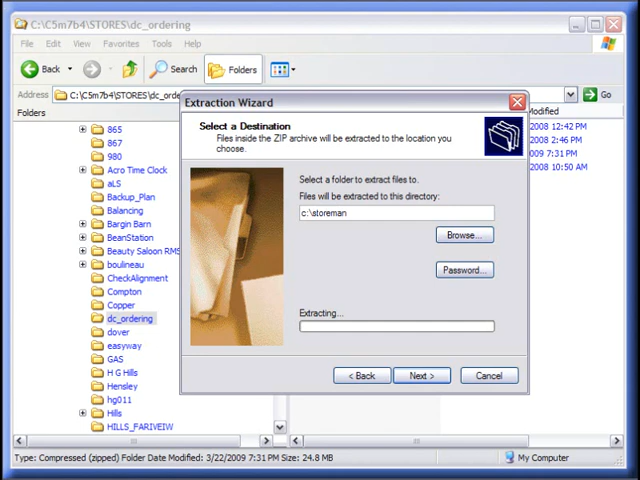 C:\C5m7b4\STORES\dc_ordering
File Edit View Favorites Tools Help
Back Search Folders
Address C:\C5m7b4\STORES\dc_orde Go
Folders
Modified
865
867
980
Acro Time Clock
aLS
Backup_Plan
Balancing
Bargin Barn
BeanStation
Beauty Saloon RMS
boulineau
CheckAlignment
Compton
Copper
dc_ordering
dover
easyway
GAS
H G Hills
Hensley
hg011
Hills
HILLS_FARIVEIW
2008 12:42 PM
2008 2:46 PM
2009 7:31 PM
2008 10:50 AM
Extraction Wizard
Select a Destination
Files inside the ZIP archive will be extracted to the location you
choose.
Select a folder to extract files to.
Files will be extracted to this directory:
c:\storeman
Browse...
Password...
Extracting...
< Back Next > Cancel
Type: Compressed (zipped) Folder Date Modified: 3/22/2009 7:31 PM Size: 24.8 MB My Computer